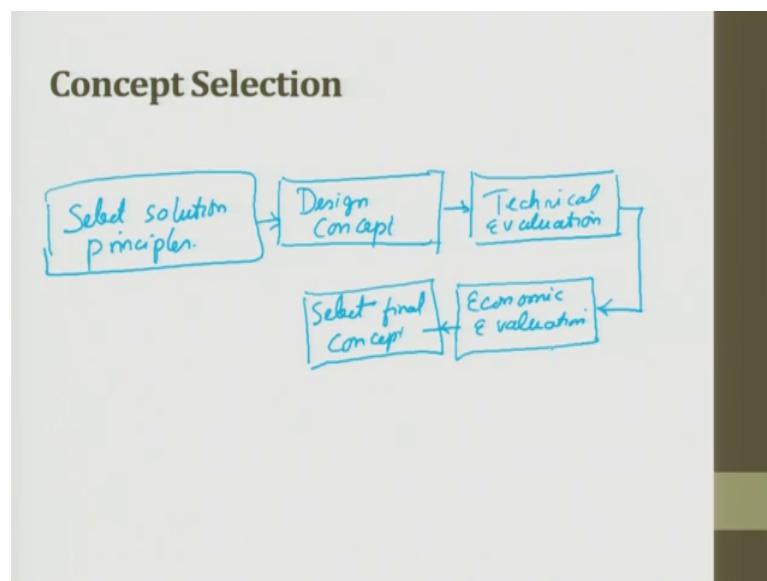 Concept Selection
Select solution
principles.
Design
Concept
Technical
Evaluation
Economic
Evaluation
Select final
Concept